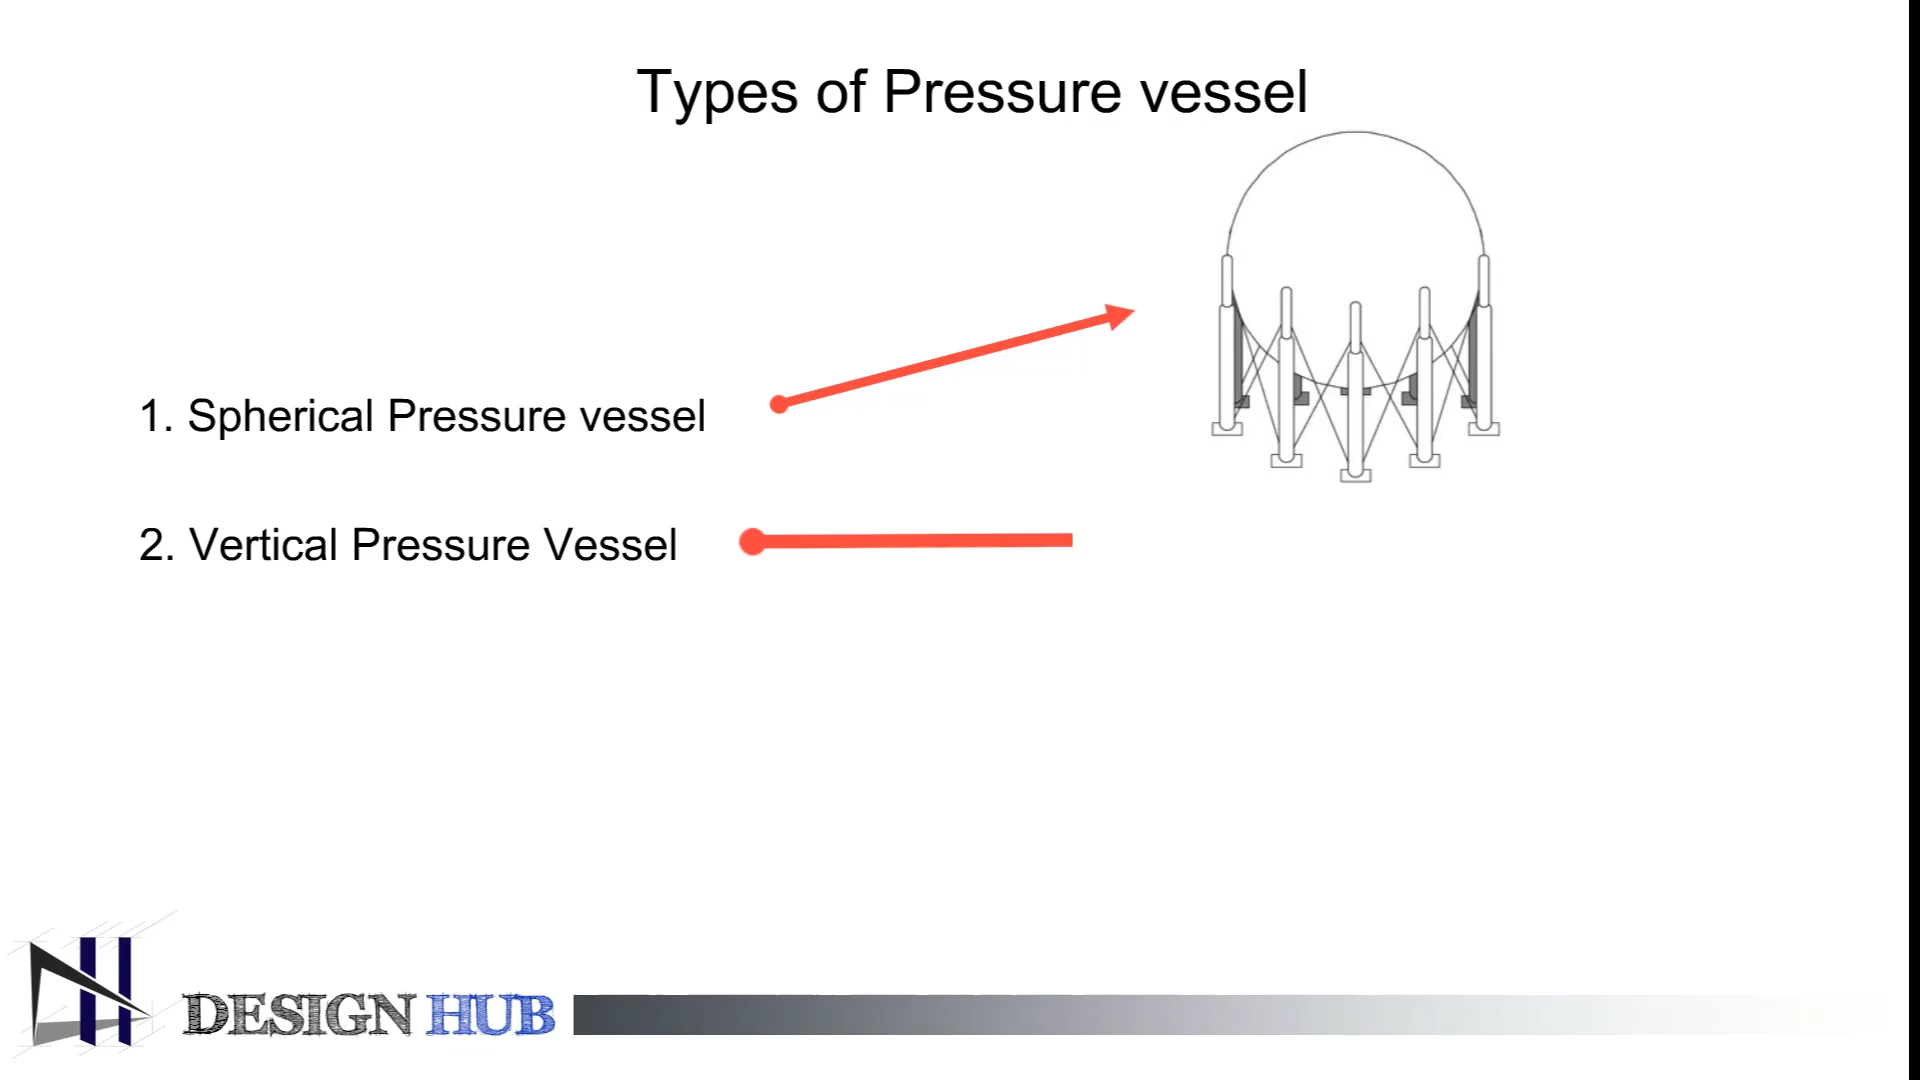 Types of Pressure vessel
1. Spherical Pressure vessel
2. Vertical Pressure Vessel
DESIGN HUB